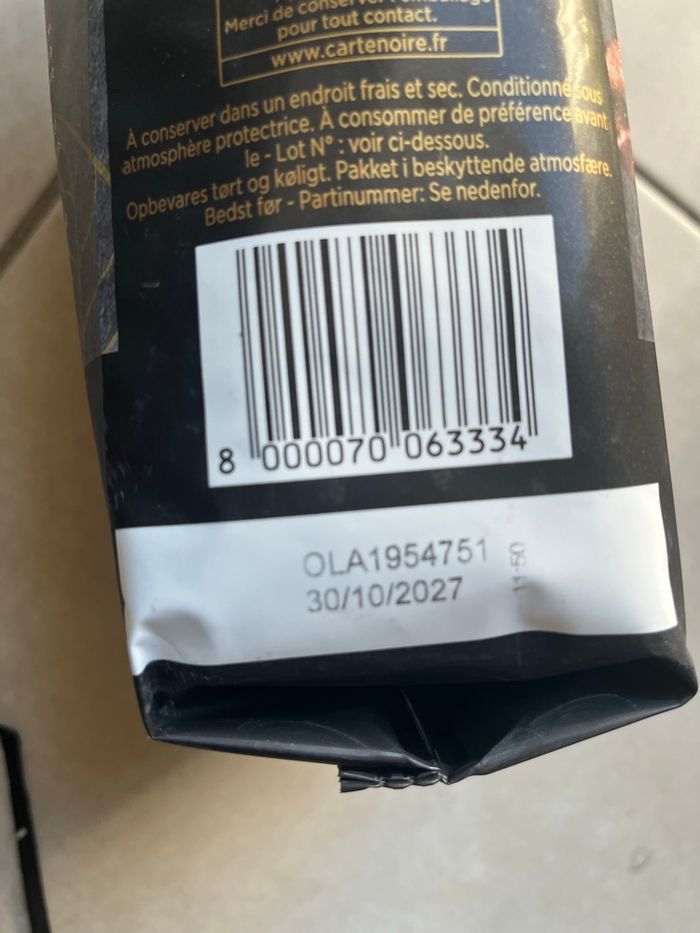 Merci de conserver l'emballage
pour tout contact.
www.cartenoire.fr
À conserver dans un endroit frais et sec. Conditionné sous
atmosphère protectrice. À consommer de préférence avant
le - Lot N° : voir ci-dessous.
Opbevares tørt og køligt. Pakket i beskyttende atmosfære.
Bedst før - Partinummer: Se nedenfor.
8 000070 063334
OLA1954751
30/10/2027
11:50